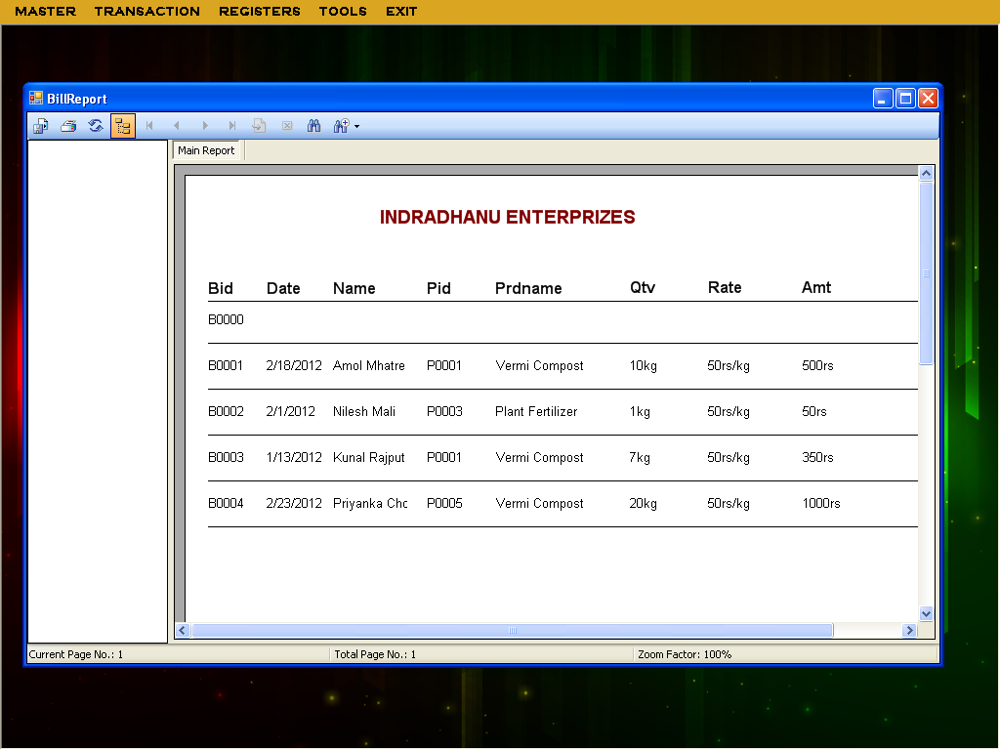 MASTER TRANSACTION REGISTERS TOOLS EXIT
BillReport
Main Report
INDRADHANU ENTERPRIZES
Bid Date Name Pid Prdname Qty Rate Amt
B0000
B0001 2/18/2012 Amol Mhatre P0001 Vermi Compost 10kg 50rs/kg 500rs
B0002 2/1/2012 Nilesh Mali P0003 Plant Fertilizer 1kg 50rs/kg 50rs
B0003 1/13/2012 Kunal Rajput P0001 Vermi Compost 7kg 50rs/kg 350rs
B0004 2/23/2012 Priyanka Cho P0005 Vermi Compost 20kg 50rs/kg 1000rs
Current Page No.: 1 Total Page No.: 1 Zoom Factor: 100%